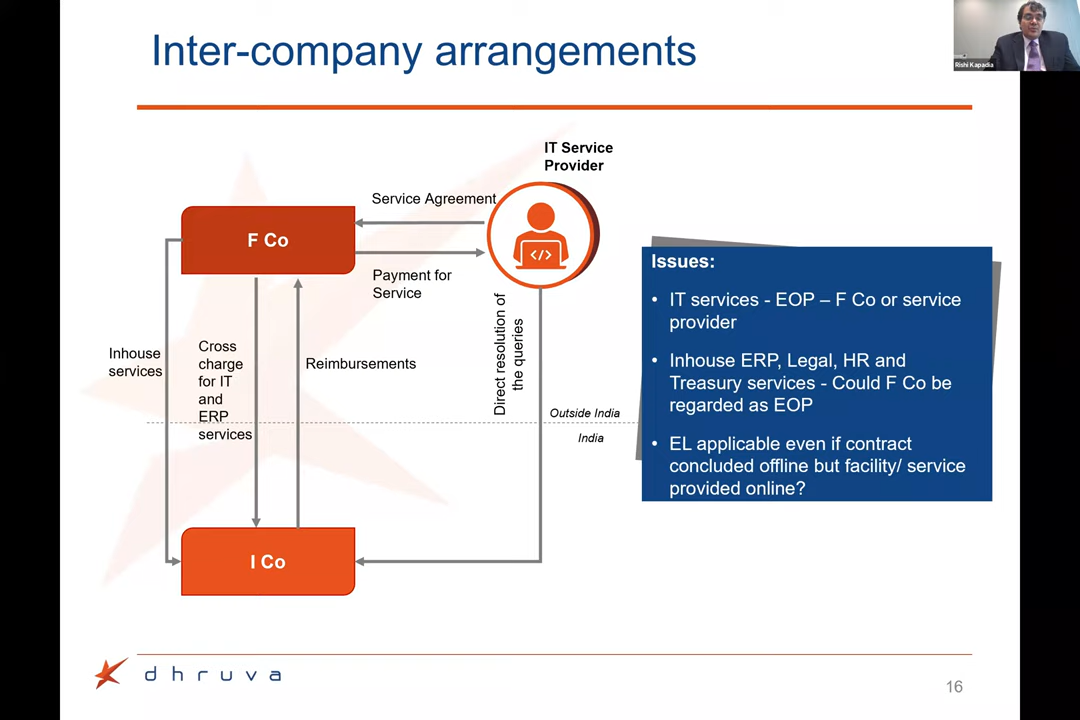 Inter-company arrangements
Rishi Kapadia
IT Service
Provider
Service Agreement
F Co
</>
Payment for
Service
Direct resolution of
the queries
Inhouse
services
Cross
charge
for IT
and
ERP
services
Reimbursements
Outside India
India
I Co
Issues:
• IT services - EOP – F Co or service
provider
• Inhouse ERP, Legal, HR and
Treasury services - Could F Co be
regarded as EOP
• EL applicable even if contract
concluded offline but facility/ service
provided online?
dhruva
16